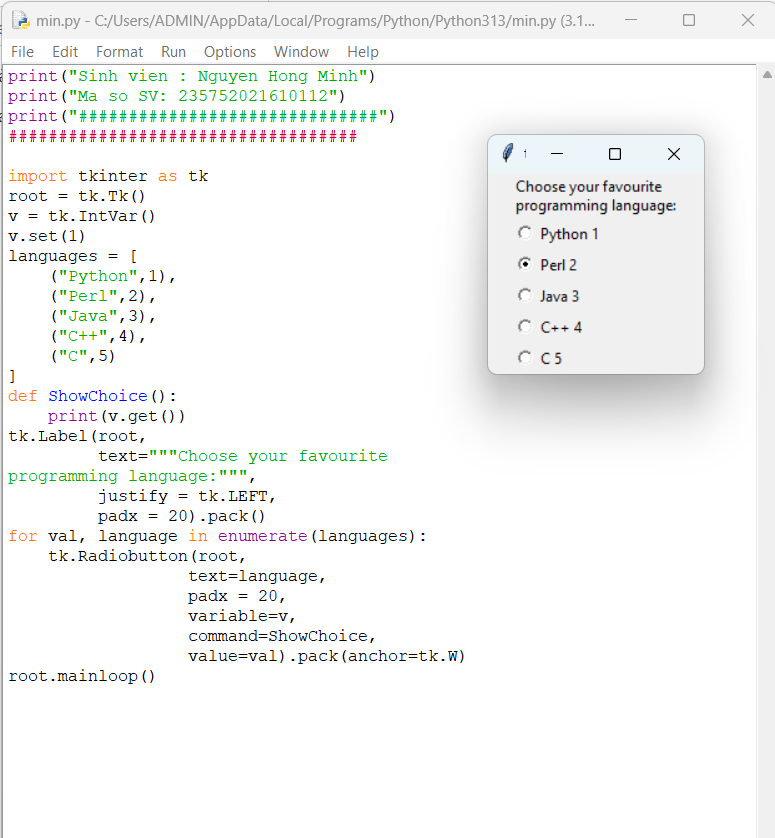 min.py - C:/Users/ADMIN/AppData/Local/Programs/Python/Python313/min.py (3.1...
File Edit Format Run Options Window Help
print("Sinh vien : Nguyen Hong Minh")
print("Ma so SV: 235752021610112")
print("##############################")
###################################
import tkinter as tk
root = tk.Tk()
v = tk.IntVar()
v.set(1)
languages = [
    ("Python",1),
    ("Perl",2),
    ("Java",3),
    ("C++",4),
    ("C",5)
]
def ShowChoice():
    print(v.get())
tk.Label(root,
         text="""Choose your favourite
programming language:""",
         justify = tk.LEFT,
         padx = 20).pack()
for val, language in enumerate(languages):
    tk.Radiobutton(root,
                  text=language,
                  padx = 20,
                  variable=v,
                  command=ShowChoice,
                  value=val).pack(anchor=tk.W)
root.mainloop()
Choose your favourite
programming language:
Python 1
Perl 2
Java 3
C++ 4
C 5